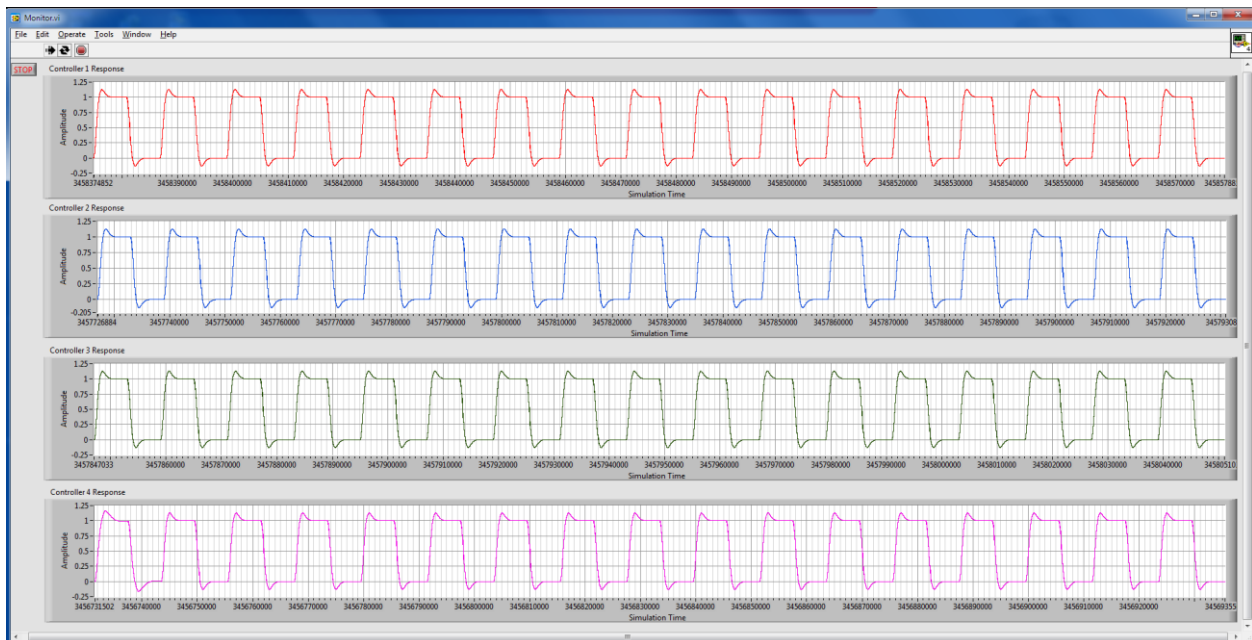 Monitor.vi
File Edit Operate Tools Window Help
STOP
4
Controller 1 Response
1.25
1
0.75
0.5
0.25
0
-0.25
Amplitude
3458374852 3458390000 3458400000 3458410000 3458420000 3458430000 3458440000 3458450000 3458460000 3458470000 3458480000 3458490000 3458500000 3458510000 3458520000 3458530000 3458540000 3458550000 3458560000 3458570000
Simulation Time
Controller 2 Response
1.25
1
0.75
0.5
0.25
0
-0.205
Amplitude
3457726884 3457740000 3457750000 3457760000 3457770000 3457780000 3457790000 3457800000 3457810000 3457820000 3457830000 3457840000 3457850000 3457860000 3457870000 3457880000 3457890000 3457900000 3457910000 3457920000 34579308
Simulation Time
Controller 3 Response
1.25
1
0.75
0.5
0.25
0
-0.25
Amplitude
3457847033 3457860000 3457870000 3457880000 3457890000 3457900000 3457910000 3457920000 3457930000 3457940000 3457950000 3457960000 3457970000 3457980000 3457990000 3458000000 3458010000 3458020000 3458030000 3458040000 34580510
Simulation Time
Controller 4 Response
1.25
1
0.75
0.5
0.25
0
-0.25
Amplitude
3456731502 3456740000 3456750000 3456760000 3456770000 3456780000 3456790000 3456800000 3456810000 3456820000 3456830000 3456840000 3456850000 3456860000 3456870000 3456880000 3456890000 3456900000 3456910000 3456920000 34569355
Simulation Time